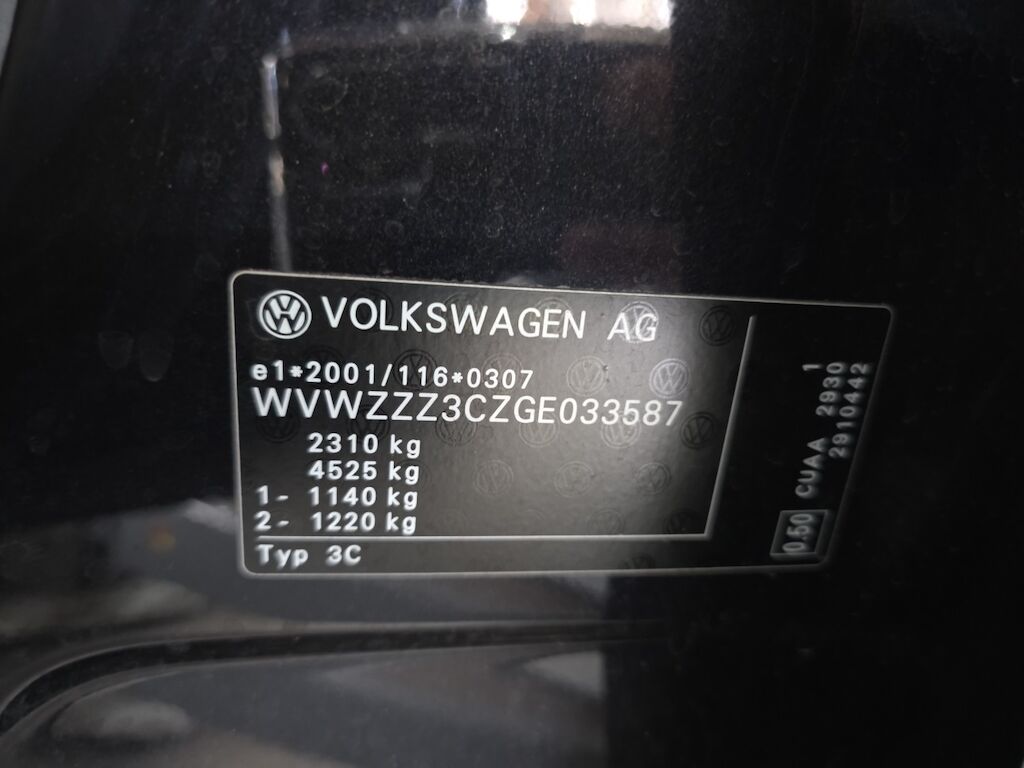 VOLKSWAGEN AG
e1*2001/116*0307
WVWZZZ3CZGE033587
2310 kg
4525 kg
1- 1140 kg
2- 1220 kg
Typ 3C
0.50 CUAA 2930 1
2910442